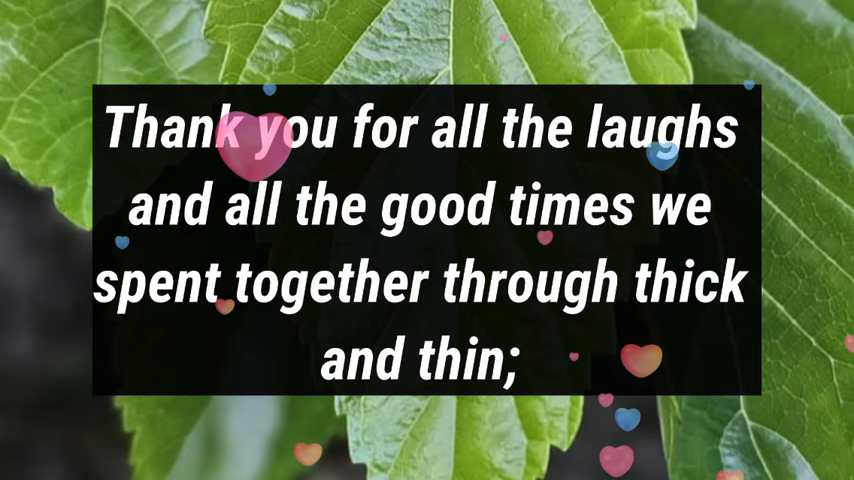 Thank you for all the laughs
and all the good times we
spent together through thick
and thin;